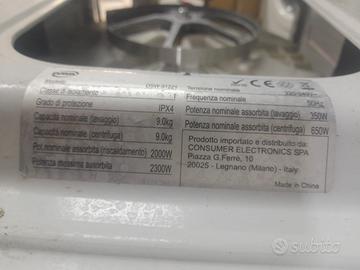 Modello
Classe di isolamento
Grado di protezione IPX4
Capacità nominale (lavaggio) 9.0kg
Capacità nominale (centrifuga) 9.0kg
Pot.nominale assorbita (riscaldamento) 2000W
Potenza massima assorbita 2300W
Tensione nominale
Frequenza nominale 50Hz
Potenza nominale assorbita (lavaggio) 350W
Potenza nominale assorbita (centrifuga) 650W
Prodotto importato e distribuito da:
CONSUMER ELECTRONICS SPA
Piazza G.Ferrè, 10
20025 - Legnano (Milano) - Italy
Made in China
subito